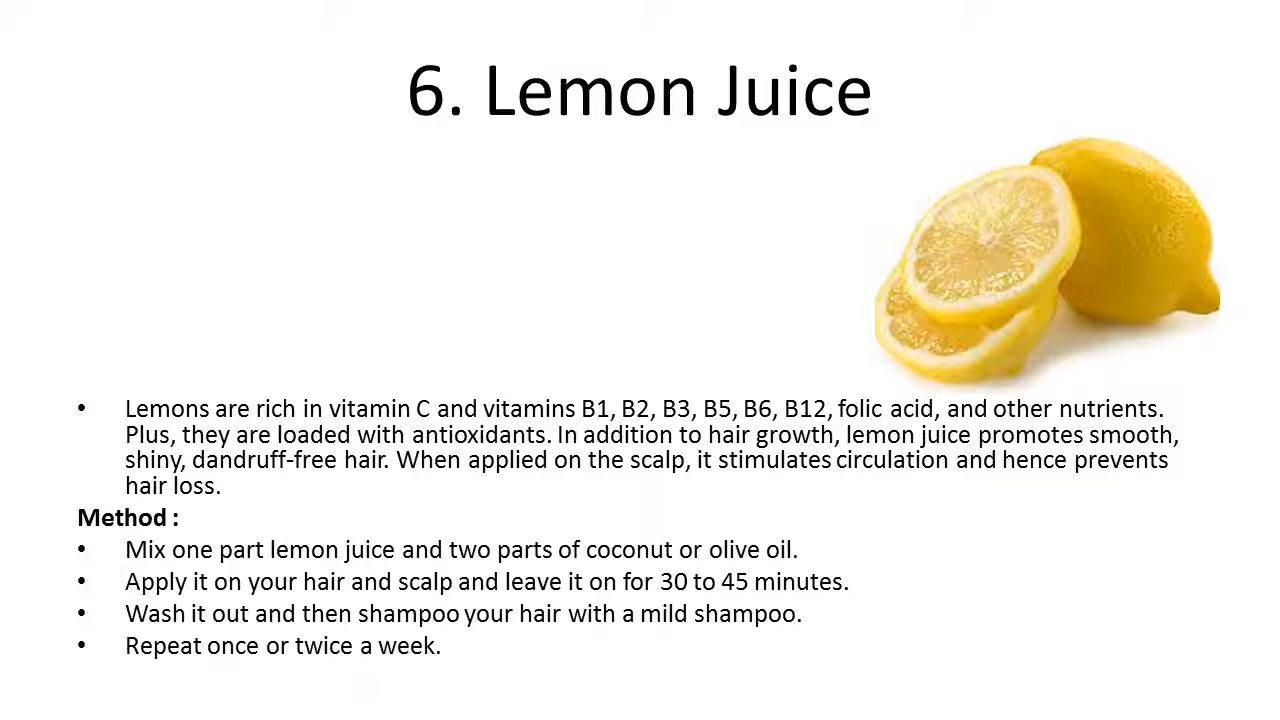 6. Lemon Juice
• Lemons are rich in vitamin C and vitamins B1, B2, B3, B5, B6, B12, folic acid, and other nutrients.
Plus, they are loaded with antioxidants. In addition to hair growth, lemon juice promotes smooth,
shiny, dandruff-free hair. When applied on the scalp, it stimulates circulation and hence prevents
hair loss.
Method :
• Mix one part lemon juice and two parts of coconut or olive oil.
• Apply it on your hair and scalp and leave it on for 30 to 45 minutes.
• Wash it out and then shampoo your hair with a mild shampoo.
• Repeat once or twice a week.